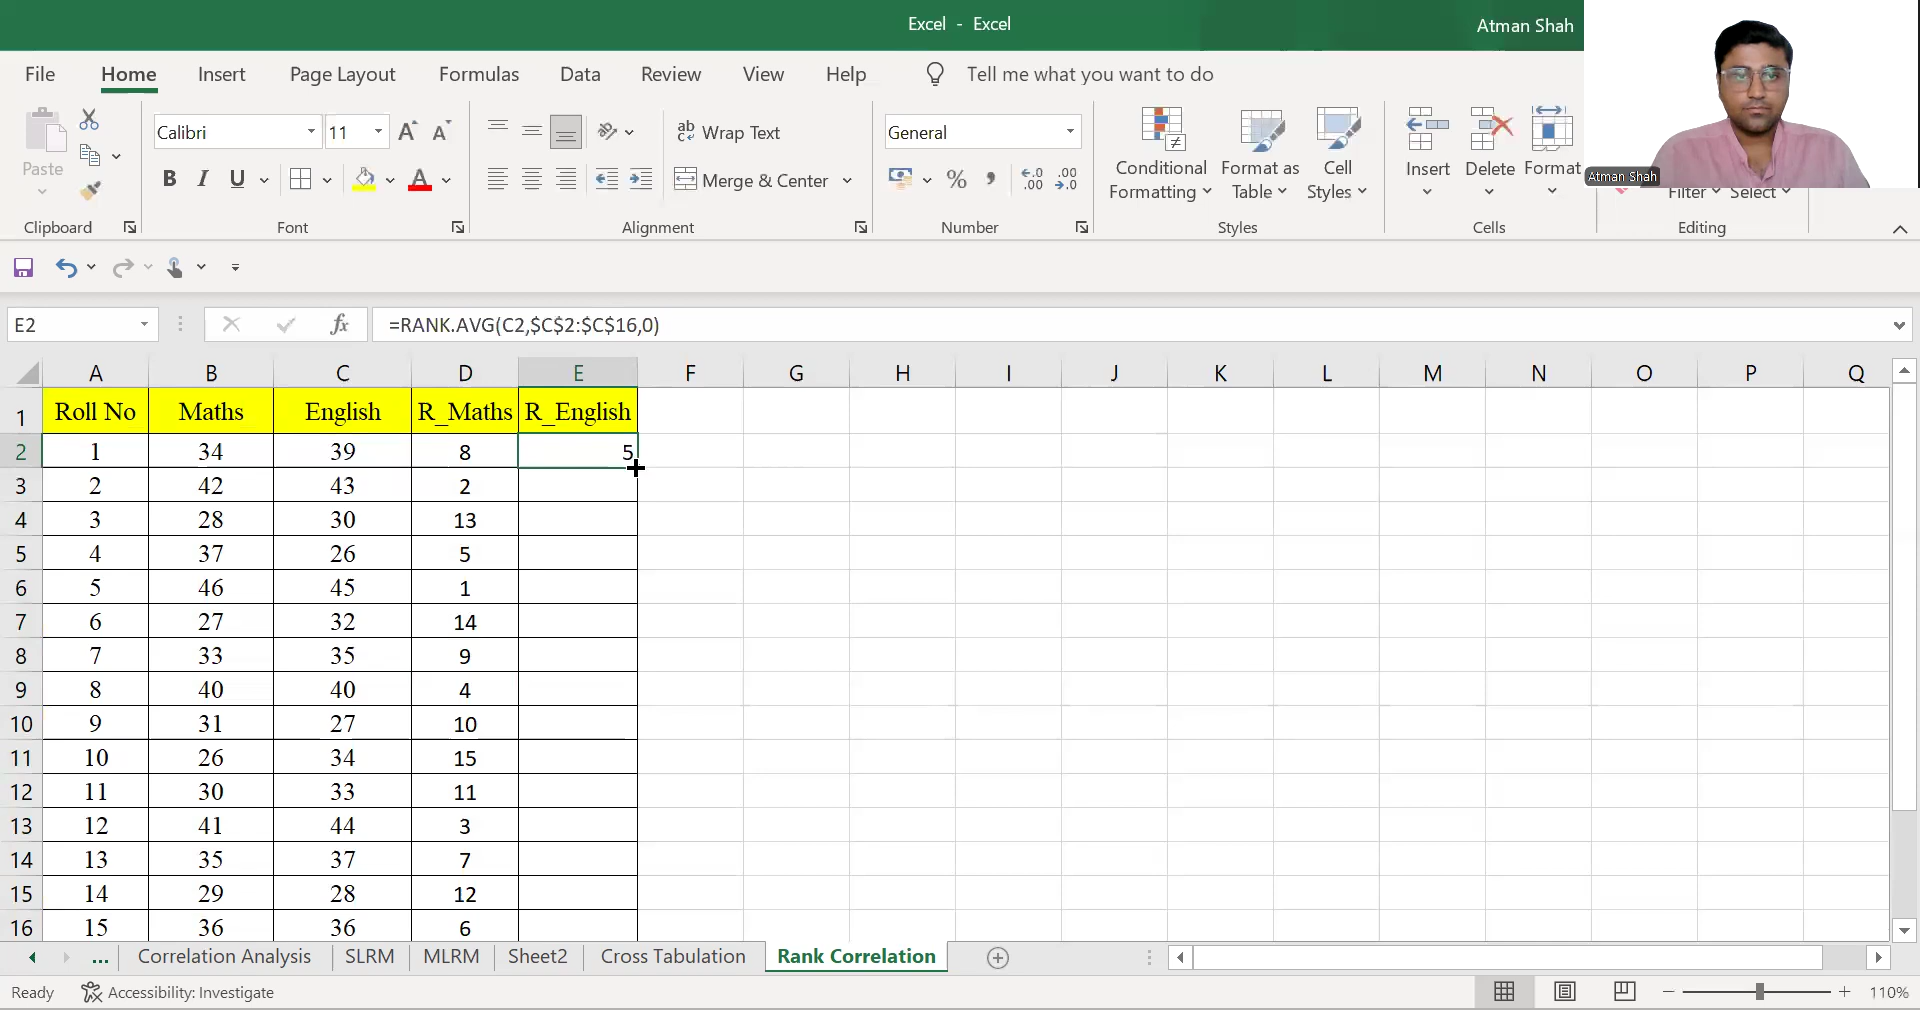 Excel - Excel
Atman Shah
File Home Insert Page Layout Formulas Data Review View Help Tell me what you want to do
Paste
Clipboard
Calibri 11
Font
Wrap Text
Merge & Center
Alignment
General
Number
Conditional Formatting
Format as Table
Cell Styles
Styles
Insert
Delete
Format
Cells
Filter Select
Editing
Atman Shah
E2 fx =RANK.AVG(C2,$C$2:$C$16,0)
A B C D E F G H I J K L M N O P Q
1 Roll No Maths English R_Maths R_English
2 1 34 39 8 5
3 2 42 43 2
4 3 28 30 13
5 4 37 26 5
6 5 46 45 1
7 6 27 32 14
8 7 33 35 9
9 8 40 40 4
10 9 31 27 10
11 10 26 34 15
12 11 30 33 11
13 12 41 44 3
14 13 35 37 7
15 14 29 28 12
16 15 36 36 6
... Correlation Analysis SLRM MLRM Sheet2 Cross Tabulation Rank Correlation
Ready Accessibility: Investigate 110%